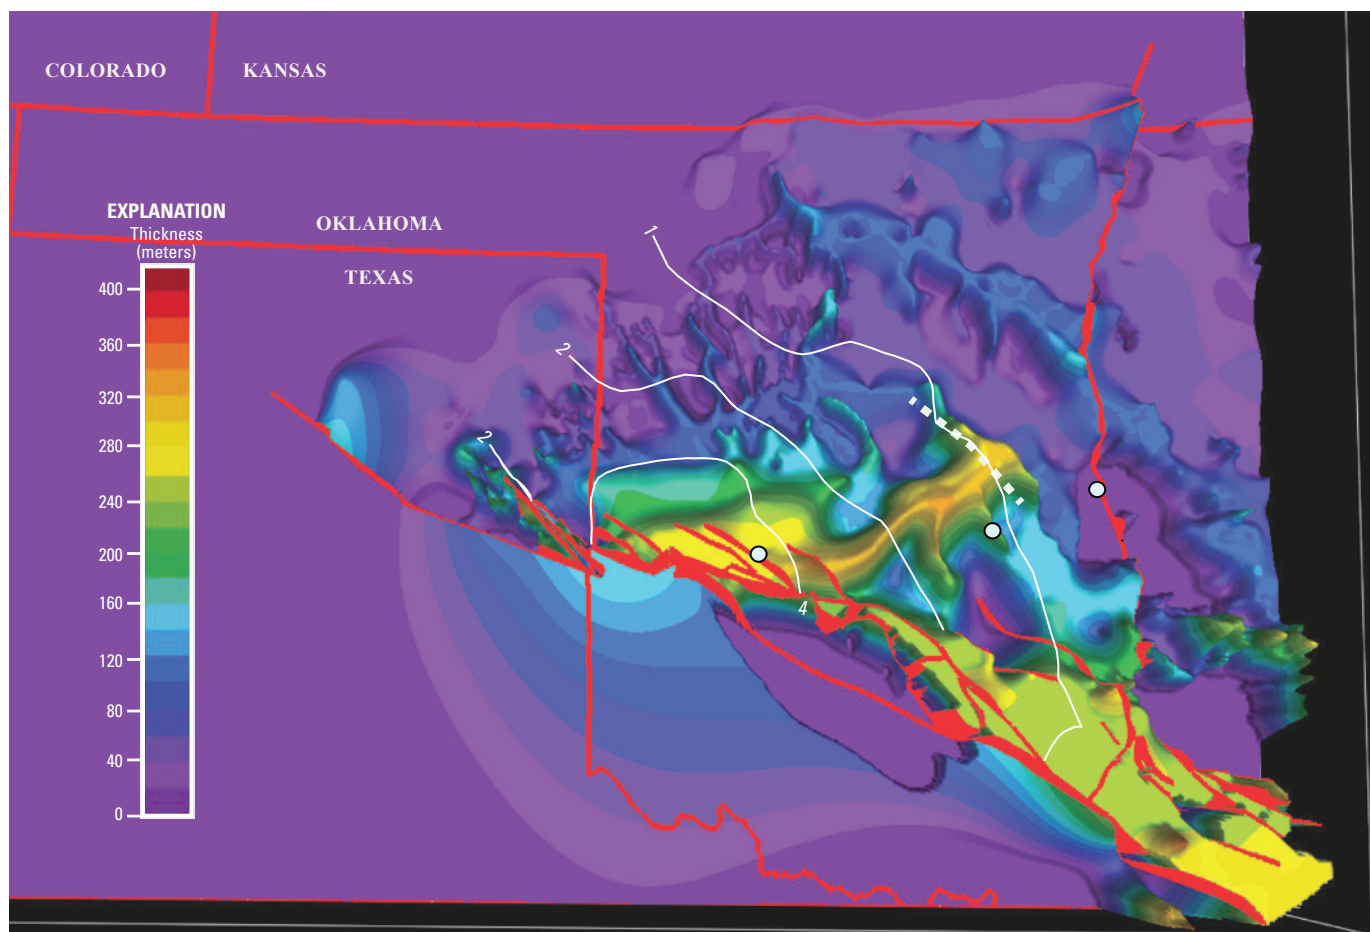 COLORADO
KANSAS
EXPLANATION
Thickness
(meters)
OKLAHOMA
TEXAS
400
360
320
280
240
200
160
120
80
40
0
1
2
2
4